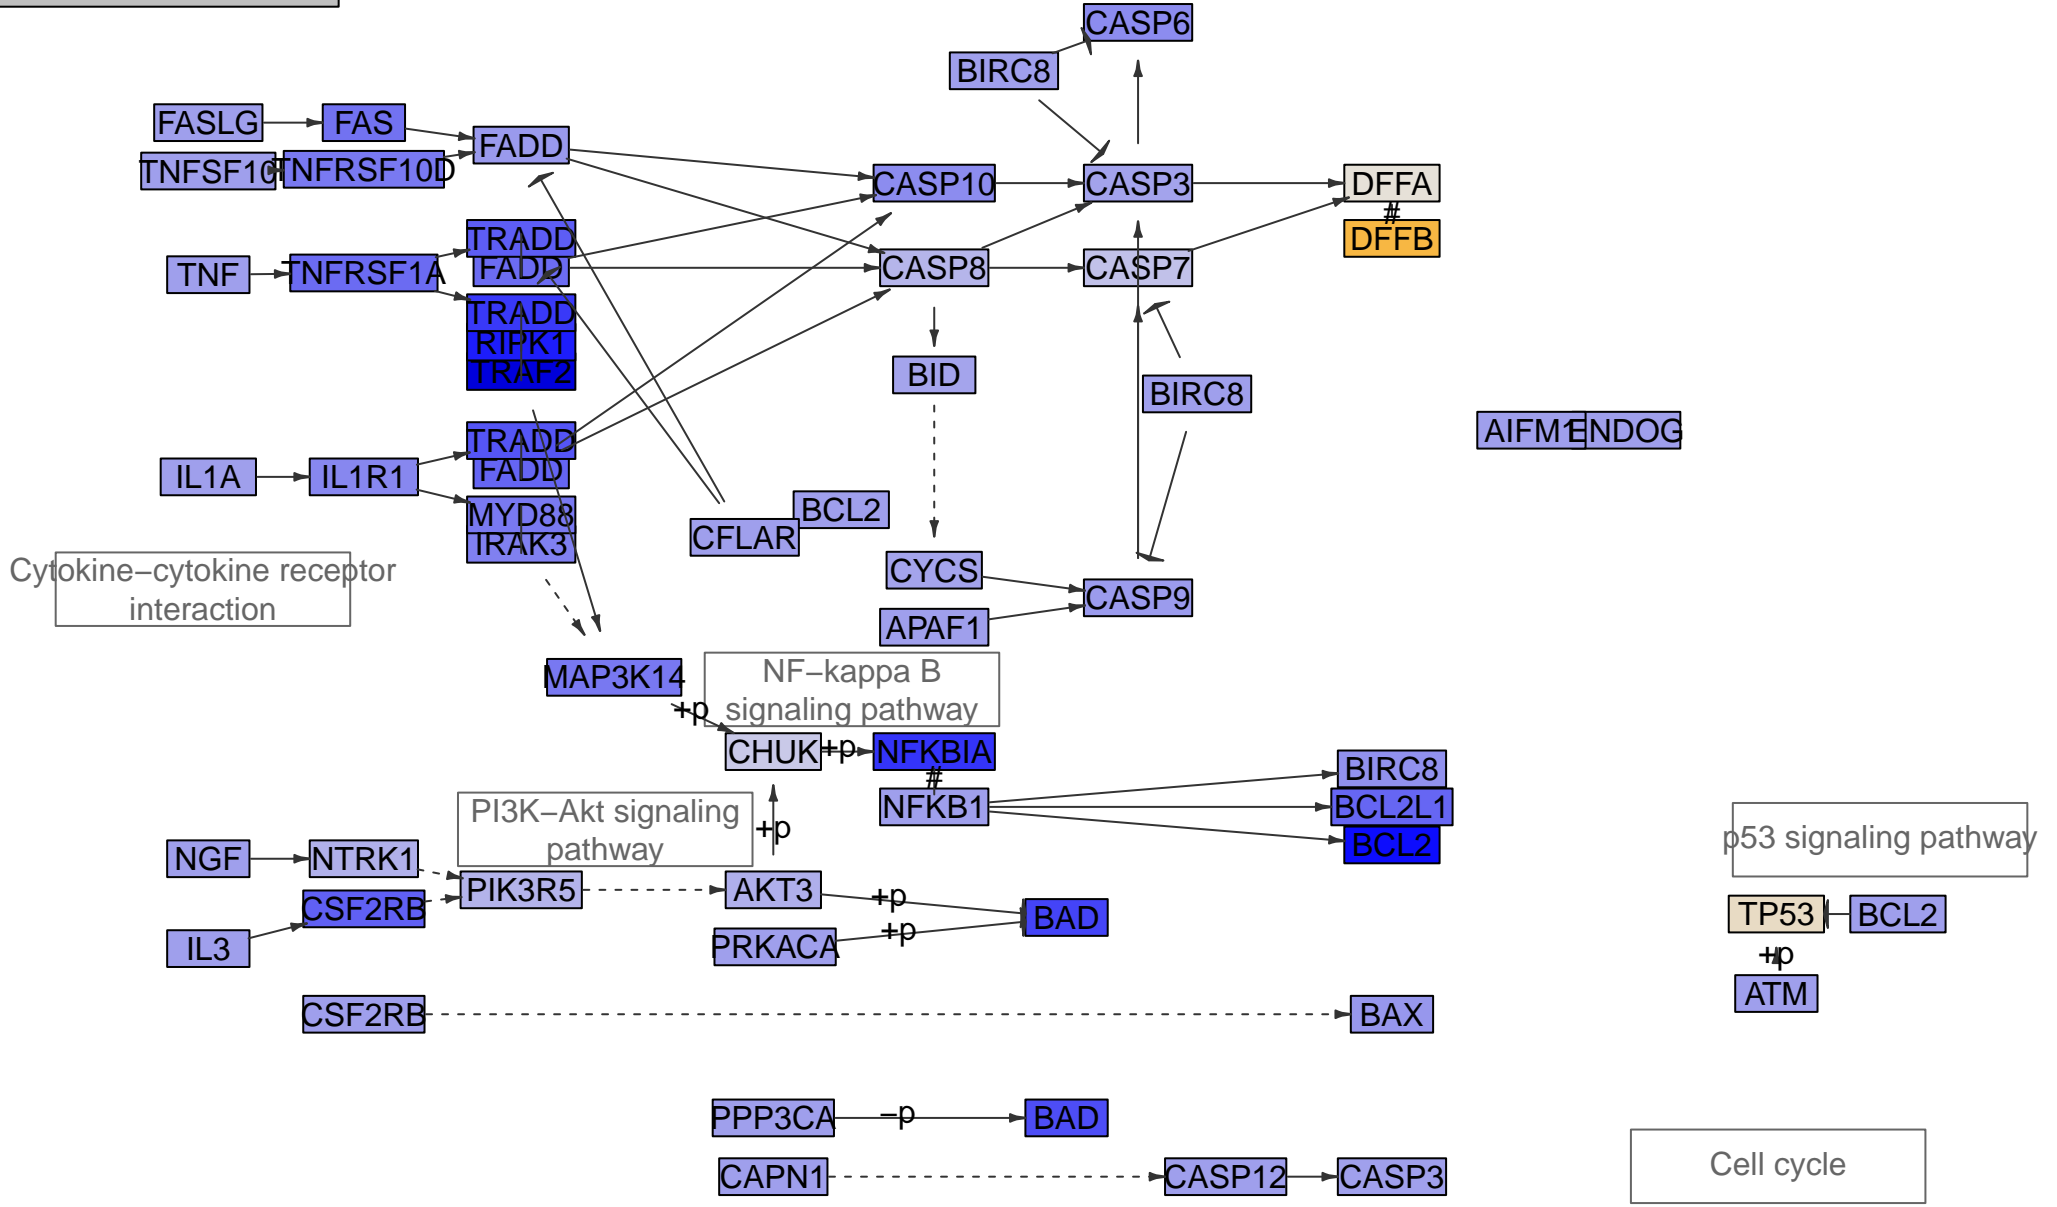 CASP6
BIRC8
FASLG
FAS
FADD
TNFSF10
TNFRSF10D
CASP10
CASP3
DFFA
#
DFFB
TRADD
FADD
TNF
TNFRSF1A
CASP8
CASP7
TRADD
RIPK1
TRAF2
BID
BIRC8
AIFM1
ENDOG
TRADD
FADD
IL1A
IL1R1
MYD88
IRAK3
BCL2
CFLAR
Cytokine−cytokine receptor
interaction
CYCS
CASP9
APAF1
MAP3K14
NF−kappa B
signaling pathway
+p
CHUK
+p
NFKBIA
#
NFKB1
BIRC8
BCL2L1
BCL2
PI3K−Akt signaling
pathway
+p
p53 signaling pathway
NGF
NTRK1
PIK3R5
AKT3
+p
BAD
CSF2RB
+p
TP53
BCL2
IL3
PRKACA
+p
ATM
CSF2RB
BAX
PPP3CA
−p
BAD
CAPN1
CASP12
CASP3
Cell cycle